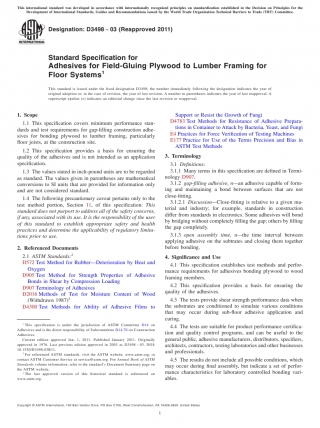 This international standard was developed in accordance with internationally recognized principles on standardization established in the Decision on Principles for the
Development of International Standards, Guides and Recommendations issued by the World Trade Organization Technical Barriers to Trade (TBT) Committee.
Designation: D3498 - 03 (Reapproved 2011)
INTERNATIONAL
Standard Specification for
Adhesives for Field-Gluing Plywood to Lumber Framing for
Floor Systems1
This standard is issued under the fixed designation D3498; the number immediately following the designation indicates the year of
original adoption or, in the case of revision, the year of last revision. A number in parentheses indicates the year of last reapproval. A
superscript epsilon (ε) indicates an editorial change since the last revision or reapproval.
1. Scope
1.1 This specification covers minimum performance stan-
dards and test requirements for gap-filling construction adhe-
sives for bonding plywood to lumber framing, particularly
floor joists, at the construction site.
1.2 This specification provides a basis for ensuring the
quality of the adhesives and is not intended as an application
specification.
1.3 The values stated in inch-pound units are to be regarded
as standard. The values given in parentheses are mathematical
conversions to SI units that are provided for information only
and are not considered standard.
1.4 The following precautionary caveat pertains only to the
test method portion, Section 11, of this specification: This
standard does not purport to address all of the safety concerns,
if any, associated with its use. It is the responsibility of the user
of this standard to establish appropriate safety and health
practices and determine the applicability of regulatory limita-
tions prior to use.
2. Referenced Documents
2.1 ASTM Standards:2
D572 Test Method for Rubber—Deterioration by Heat and
Oxygen
D905 Test Method for Strength Properties of Adhesive
Bonds in Shear by Compression Loading
D907 Terminology of Adhesives
D2016 Methods of Test for Moisture Content of Wood
(Withdrawn 1987)3
D4300 Test Methods for Ability of Adhesive Films to
1 This specification is under the jurisdiction of ASTM Committee D14 on
Adhesives and is the direct responsibility of Subcommittee D14.70 on Construction
Adhesives.
Current edition approved Jan. 1, 2011. Published January 2011. Originally
approved in 1976. Last previous edition approved in 2003 as D3498 – 03. DOI:
10.1520/D3498-03R11.
2 For referenced ASTM standards, visit the ASTM website, www.astm.org, or
contact ASTM Customer Service at service@astm.org. For Annual Book of ASTM
Standards volume information, refer to the standard's Document Summary page on
the ASTM website.
3 The last approved version of this historical standard is referenced on
www.astm.org.
Support or Resist the Growth of Fungi
D4783 Test Methods for Resistance of Adhesive Prepara-
tions in Container to Attack by Bacteria, Yeast, and Fungi
E4 Practices for Force Verification of Testing Machines
E177 Practice for Use of the Terms Precision and Bias in
ASTM Test Methods
3. Terminology
3.1 Definitions:
3.1.1 Many terms in this specification are defined in Termi-
nology D907.
3.1.2 gap-filling adhesive, n—an adhesive capable of form-
ing and maintaining a bond between surfaces that are not
close-fitting.
3.1.2.1 Discussion—Close-fitting is relative to a given ma-
terial and industry; for example, standards in construction
differ from standards in electronics. Some adhesives will bond
by bridging without completely filling the gap; others by filling
the gap completely.
3.1.3 open assembly time, n—the time interval between
applying adhesive on the substrates and closing them together
before bonding.
4. Significance and Use
4.1 This specification establishes test methods and perfor-
mance requirements for adhesives bonding plywood to wood
framing members.
4.2 This specification provides a basis for ensuring the
quality of the adhesives.
4.3 The tests provide shear strength performance data when
the substrates are conditioned to simulate various conditions
that may occur during sub-floor adhesive application and
curing.
4.4 The tests are suitable for product performance certifica-
tion and quality control programs, and can be useful to the
general public, adhesive manufacturers, distributors, specifiers,
architects, contractors, testing laboratories and other businesses
and professionals.
4.5 The results do not include all possible conditions, which
may occur during final assembly, but indicate a set of perfor-
mance characteristics for laboratory controlled bonding vari-
ables.
Copyright © ASTM International, 100 Barr Harbor Drive, PO Box C700, West Conshohocken, PA 19428-2959, United States
1